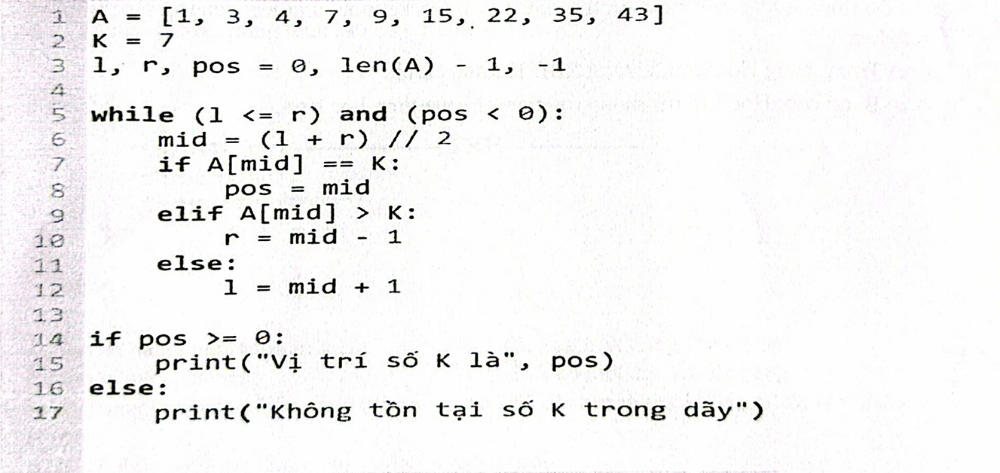 1 A = [1, 3, 4, 7, 9, 15, 22, 35, 43]
2 K = 7
3 l, r, pos = 0, len(A) - 1, -1
4
5 while (l <= r) and (pos < 0):
6     mid = (l + r) // 2
7     if A[mid] == K:
8         pos = mid
9     elif A[mid] > K:
10         r = mid - 1
11     else:
12         l = mid + 1
13
14 if pos >= 0:
15     print("Vị trí số K là", pos)
16 else:
17     print("Không tồn tại số K trong dãy")